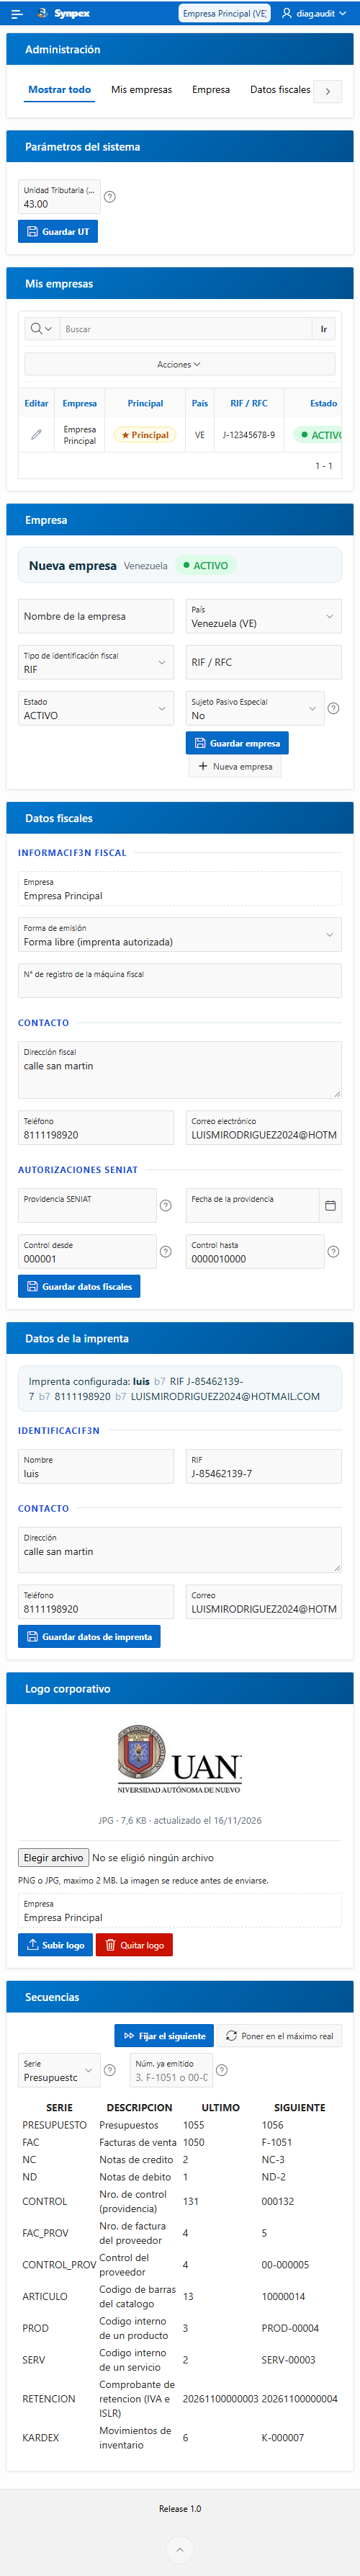 Synpex
Empresa Principal (VE)
diag.audit
Administración
Mostrar todo
Mis empresas
Empresa
Datos fiscales
Parámetros del sistema
Unidad Tributaria (...
43.00
Guardar UT
Mis empresas
Buscar
Ir
Acciones
Editar Empresa Principal País RIF / RFC Estado
Empresa Principal ★ Principal VE J-12345678-9 ACTIVO
1 - 1
Empresa
Nueva empresa Venezuela ACTIVO
Nombre de la empresa
País
Venezuela (VE)
Tipo de identificación fiscal
RIF
RIF / RFC
Estado
ACTIVO
Sujeto Pasivo Especial
No
Guardar empresa
Nueva empresa
Datos fiscales
INFORMACIF3N FISCAL
Empresa
Empresa Principal
Forma de emisión
Forma libre (imprenta autorizada)
N° de registro de la máquina fiscal
CONTACTO
Dirección fiscal
calle san martin
Teléfono
8111198920
Correo electrónico
LUISMIRODRIGUEZ2024@HOTM
AUTORIZACIONES SENIAT
Providencia SENIAT
Fecha de la providencia
Control desde
000001
Control hasta
0000010000
Guardar datos fiscales
Datos de la imprenta
Imprenta configurada: luis b7 RIF J-85462139-
7 b7 8111198920 b7 LUISMIRODRIGUEZ2024@HOTMAIL.COM
IDENTIFICACIF3N
Nombre
luis
RIF
J-85462139-7
CONTACTO
Dirección
calle san martin
Teléfono
8111198920
Correo
LUISMIRODRIGUEZ2024@HOTM
Guardar datos de imprenta
Logo corporativo
UAN
NIVERSIDAD AUTÓNOMA DE NUEVO
JPG · 7,6 KB · actualizado el 16/11/2026
Elegir archivo No se eligió ningún archivo
PNG o JPG, maximo 2 MB. La imagen se reduce antes de enviarse.
Empresa
Empresa Principal
Subir logo
Quitar logo
Secuencias
Fijar el siguiente
Poner en el máximo real
Serie
Presupuesto
Núm. ya emitido
3, F-1051 o 00-0
SERIE DESCRIPCION ULTIMO SIGUIENTE
PRESUPUESTO Presupuestos 1055 1056
FAC Facturas de venta 1050 F-1051
NC Notas de credito 2 NC-3
ND Notas de debito 1 ND-2
CONTROL Nro. de control (providencia) 131 000132
FAC_PROV Nro. de factura del proveedor 4 5
CONTROL_PROV Control del proveedor 4 00-000005
ARTICULO Codigo de barras del catalogo 13 10000014
PROD Codigo interno de un producto 3 PROD-00004
SERV Codigo interno de un servicio 2 SERV-00003
RETENCION Comprobante de retencion (IVA e ISLR) 20261100000003 20261100000004
KARDEX Movimientos de inventario 6 K-000007
Release 1.0